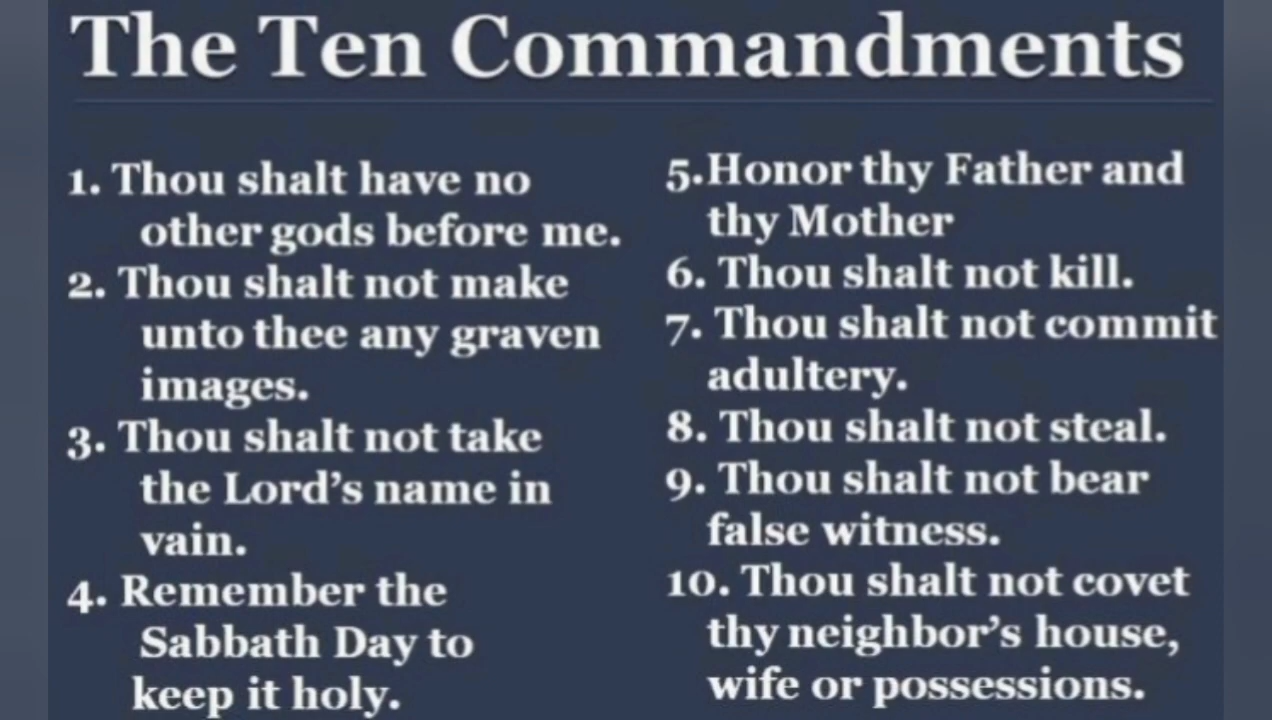 The Ten Commandments
1. Thou shalt have no
other gods before me.
2. Thou shalt not make
unto thee any graven
images.
3. Thou shalt not take
the Lord’s name in
vain.
4. Remember the
Sabbath Day to
keep it holy.
5.Honor thy Father and
thy Mother
6. Thou shalt not kill.
7. Thou shalt not commit
adultery.
8. Thou shalt not steal.
9. Thou shalt not bear
false witness.
10. Thou shalt not covet
thy neighbor’s house,
wife or possessions.